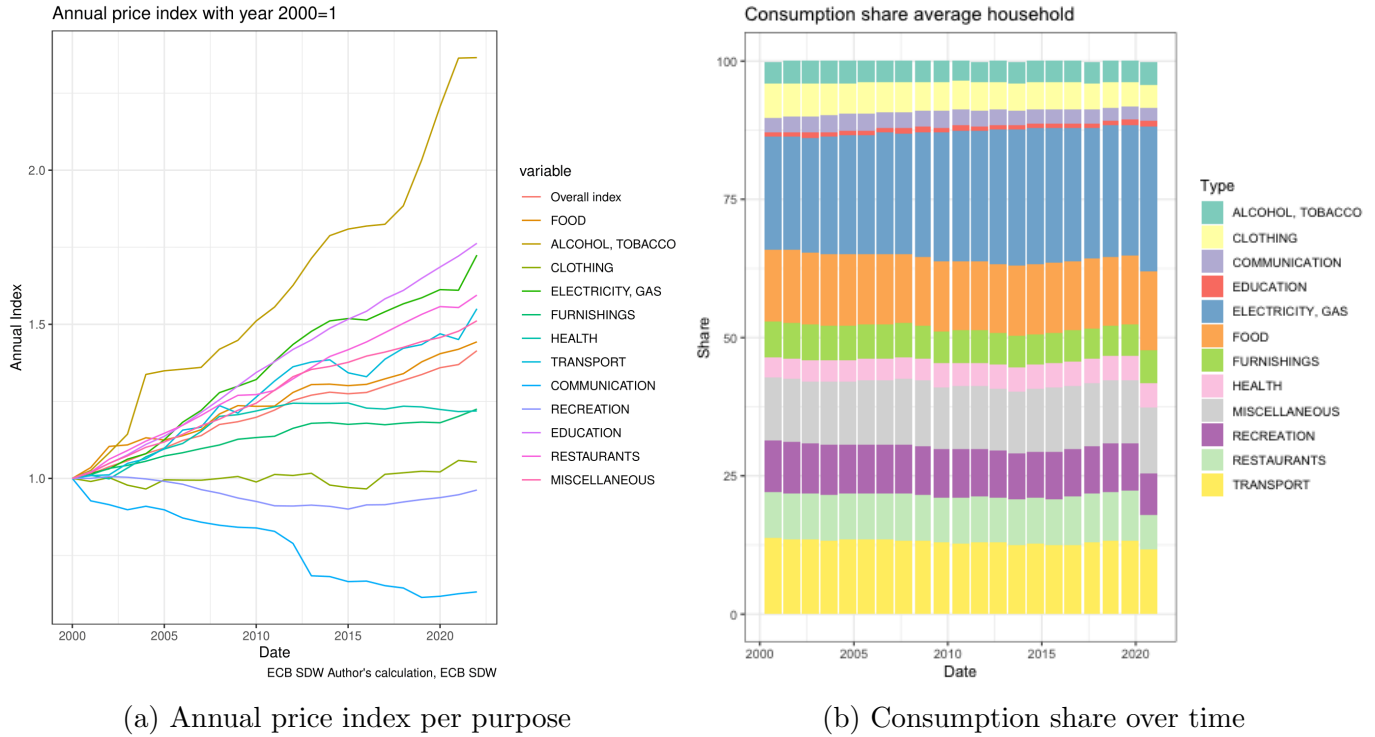 Annual price index with year 2000=1
Annual Index
2.0
1.5
1.0
2000
2005
2010
2015
2020
Date
ECB SDW Author's calculation, ECB SDW
variable
Overall index
FOOD
ALCOHOL, TOBACCO
CLOTHING
ELECTRICITY, GAS
FURNISHINGS
HEALTH
TRANSPORT
COMMUNICATION
RECREATION
EDUCATION
RESTAURANTS
MISCELLANEOUS
(a) Annual price index per purpose
Consumption share average household
Share
100
75
50
25
0
2000
2005
2010
2015
2020
Date
Type
ALCOHOL, TOBACCO
CLOTHING
COMMUNICATION
EDUCATION
ELECTRICITY, GAS
FOOD
FURNISHINGS
HEALTH
MISCELLANEOUS
RECREATION
RESTAURANTS
TRANSPORT
(b) Consumption share over time